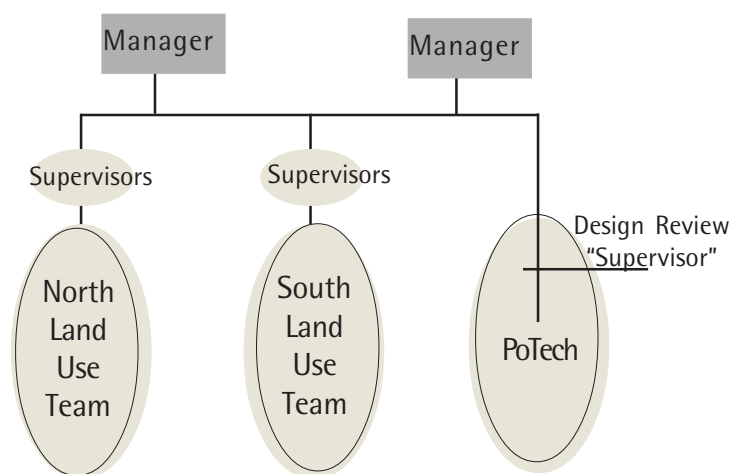 Manager
Manager
Supervisors
Supervisors
Design Review
"Supervisor"
North
Land
Use
Team
South
Land
Use
Team
PoTech